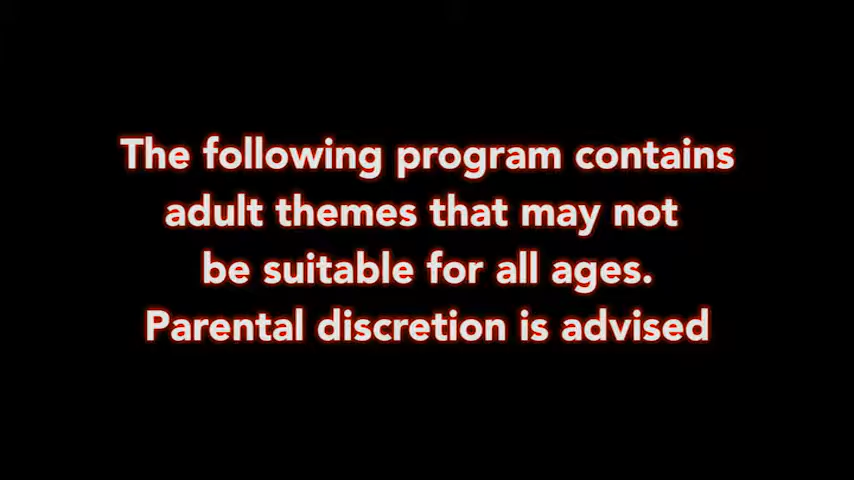 The following program contains
adult themes that may not
be suitable for all ages.
Parental discretion is advised